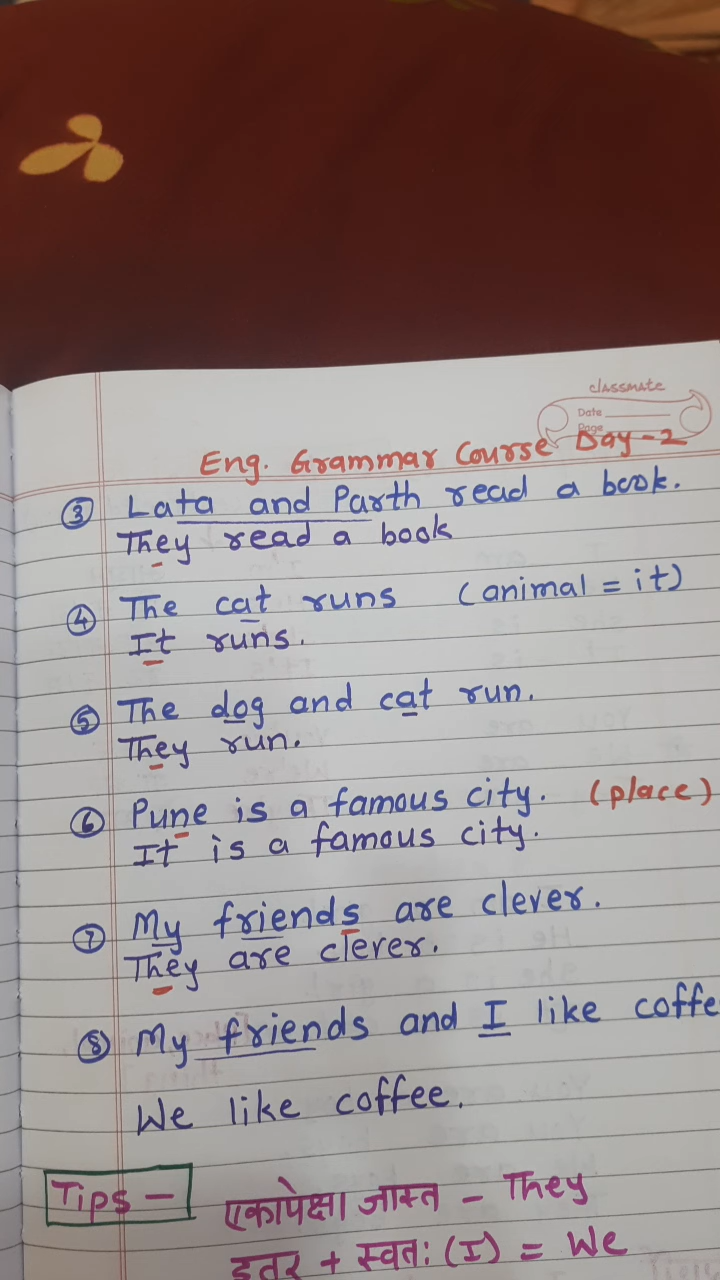 classmate
Date
Page
Eng. Grammar Course Day-2
③ Lata and Parth read a book.
They read a book
④ The cat runs (animal = it)
It runs.
⑤ The dog and cat run.
They run.
⑥ Pune is a famous city. (place)
It is a famous city.
⑦ My friends are clever.
They are clever.
⑧ My friends and I like coffe
We like coffee.
Tips - एकापेक्षा जास्त - They
इतर + स्वतः (I) = We